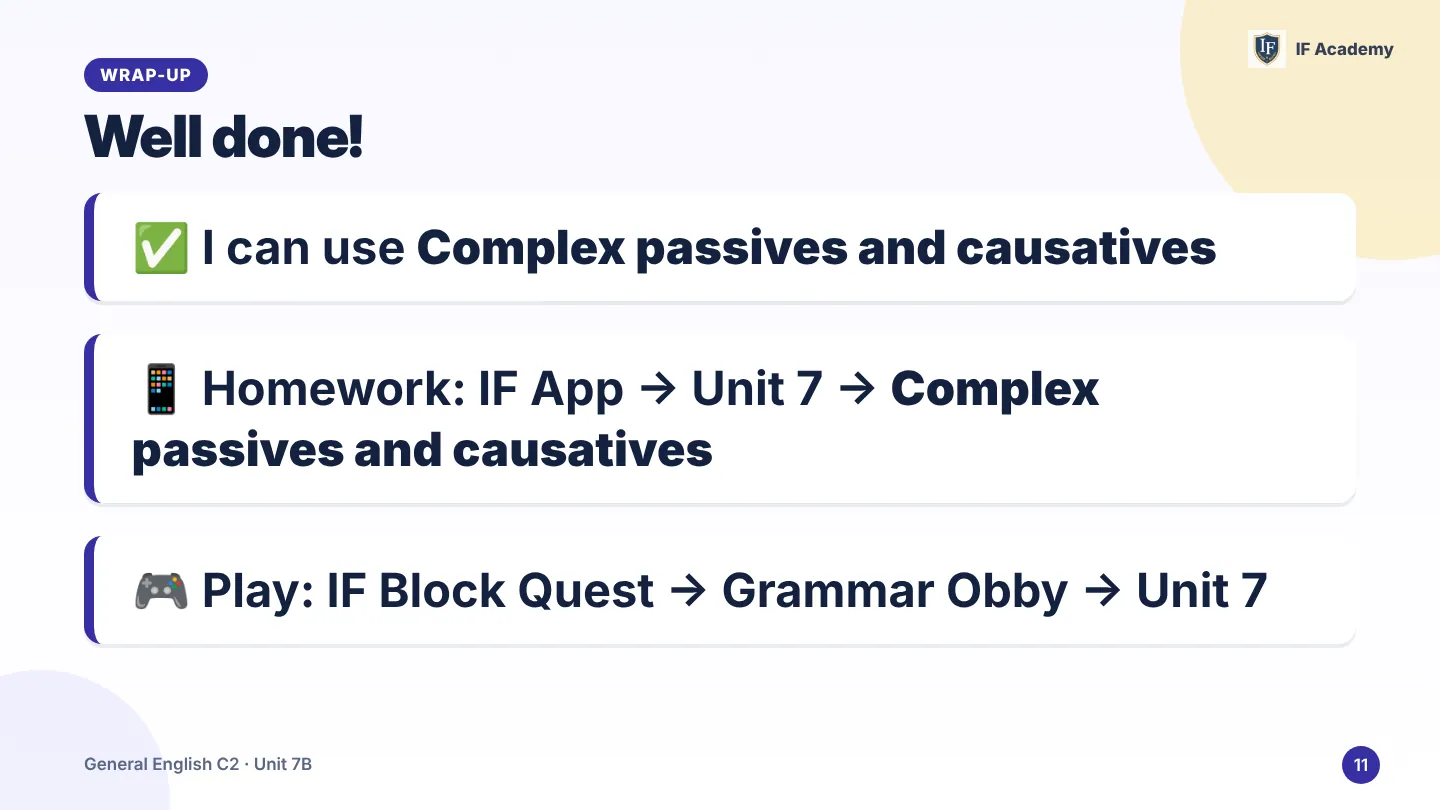 IF Academy
WRAP-UP
Well done!
✅ I can use Complex passives and causatives
📱 Homework: IF App → Unit 7 → Complex
passives and causatives
🎮 Play: IF Block Quest → Grammar Obby → Unit 7
General English C2 · Unit 7B
11